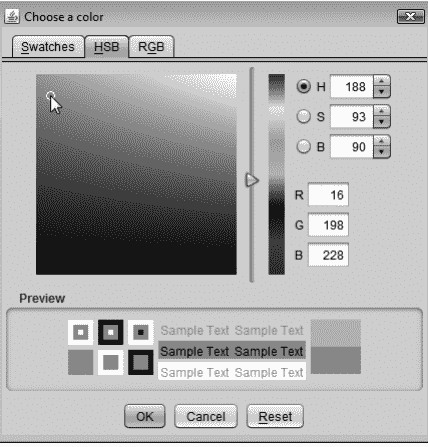 Choose a color
Swatches HSB RGB
H 188
S 93
B 90
R 16
G 198
B 228
Preview
Sample Text Sample Text
Sample Text Sample Text
Sample Text Sample Text
OK Cancel Reset